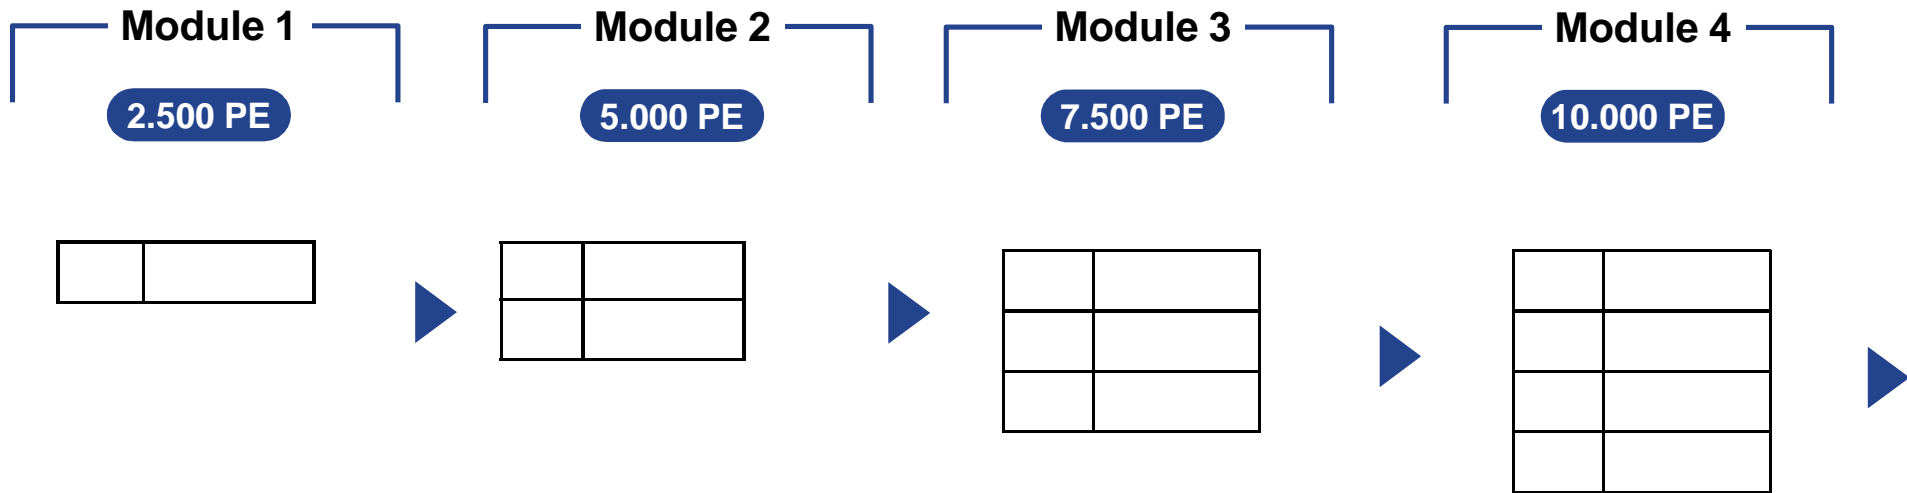 Module 1
Module 2
Module 3
Module 4
2.500 PE
5.000 PE
7.500 PE
10.000 PE